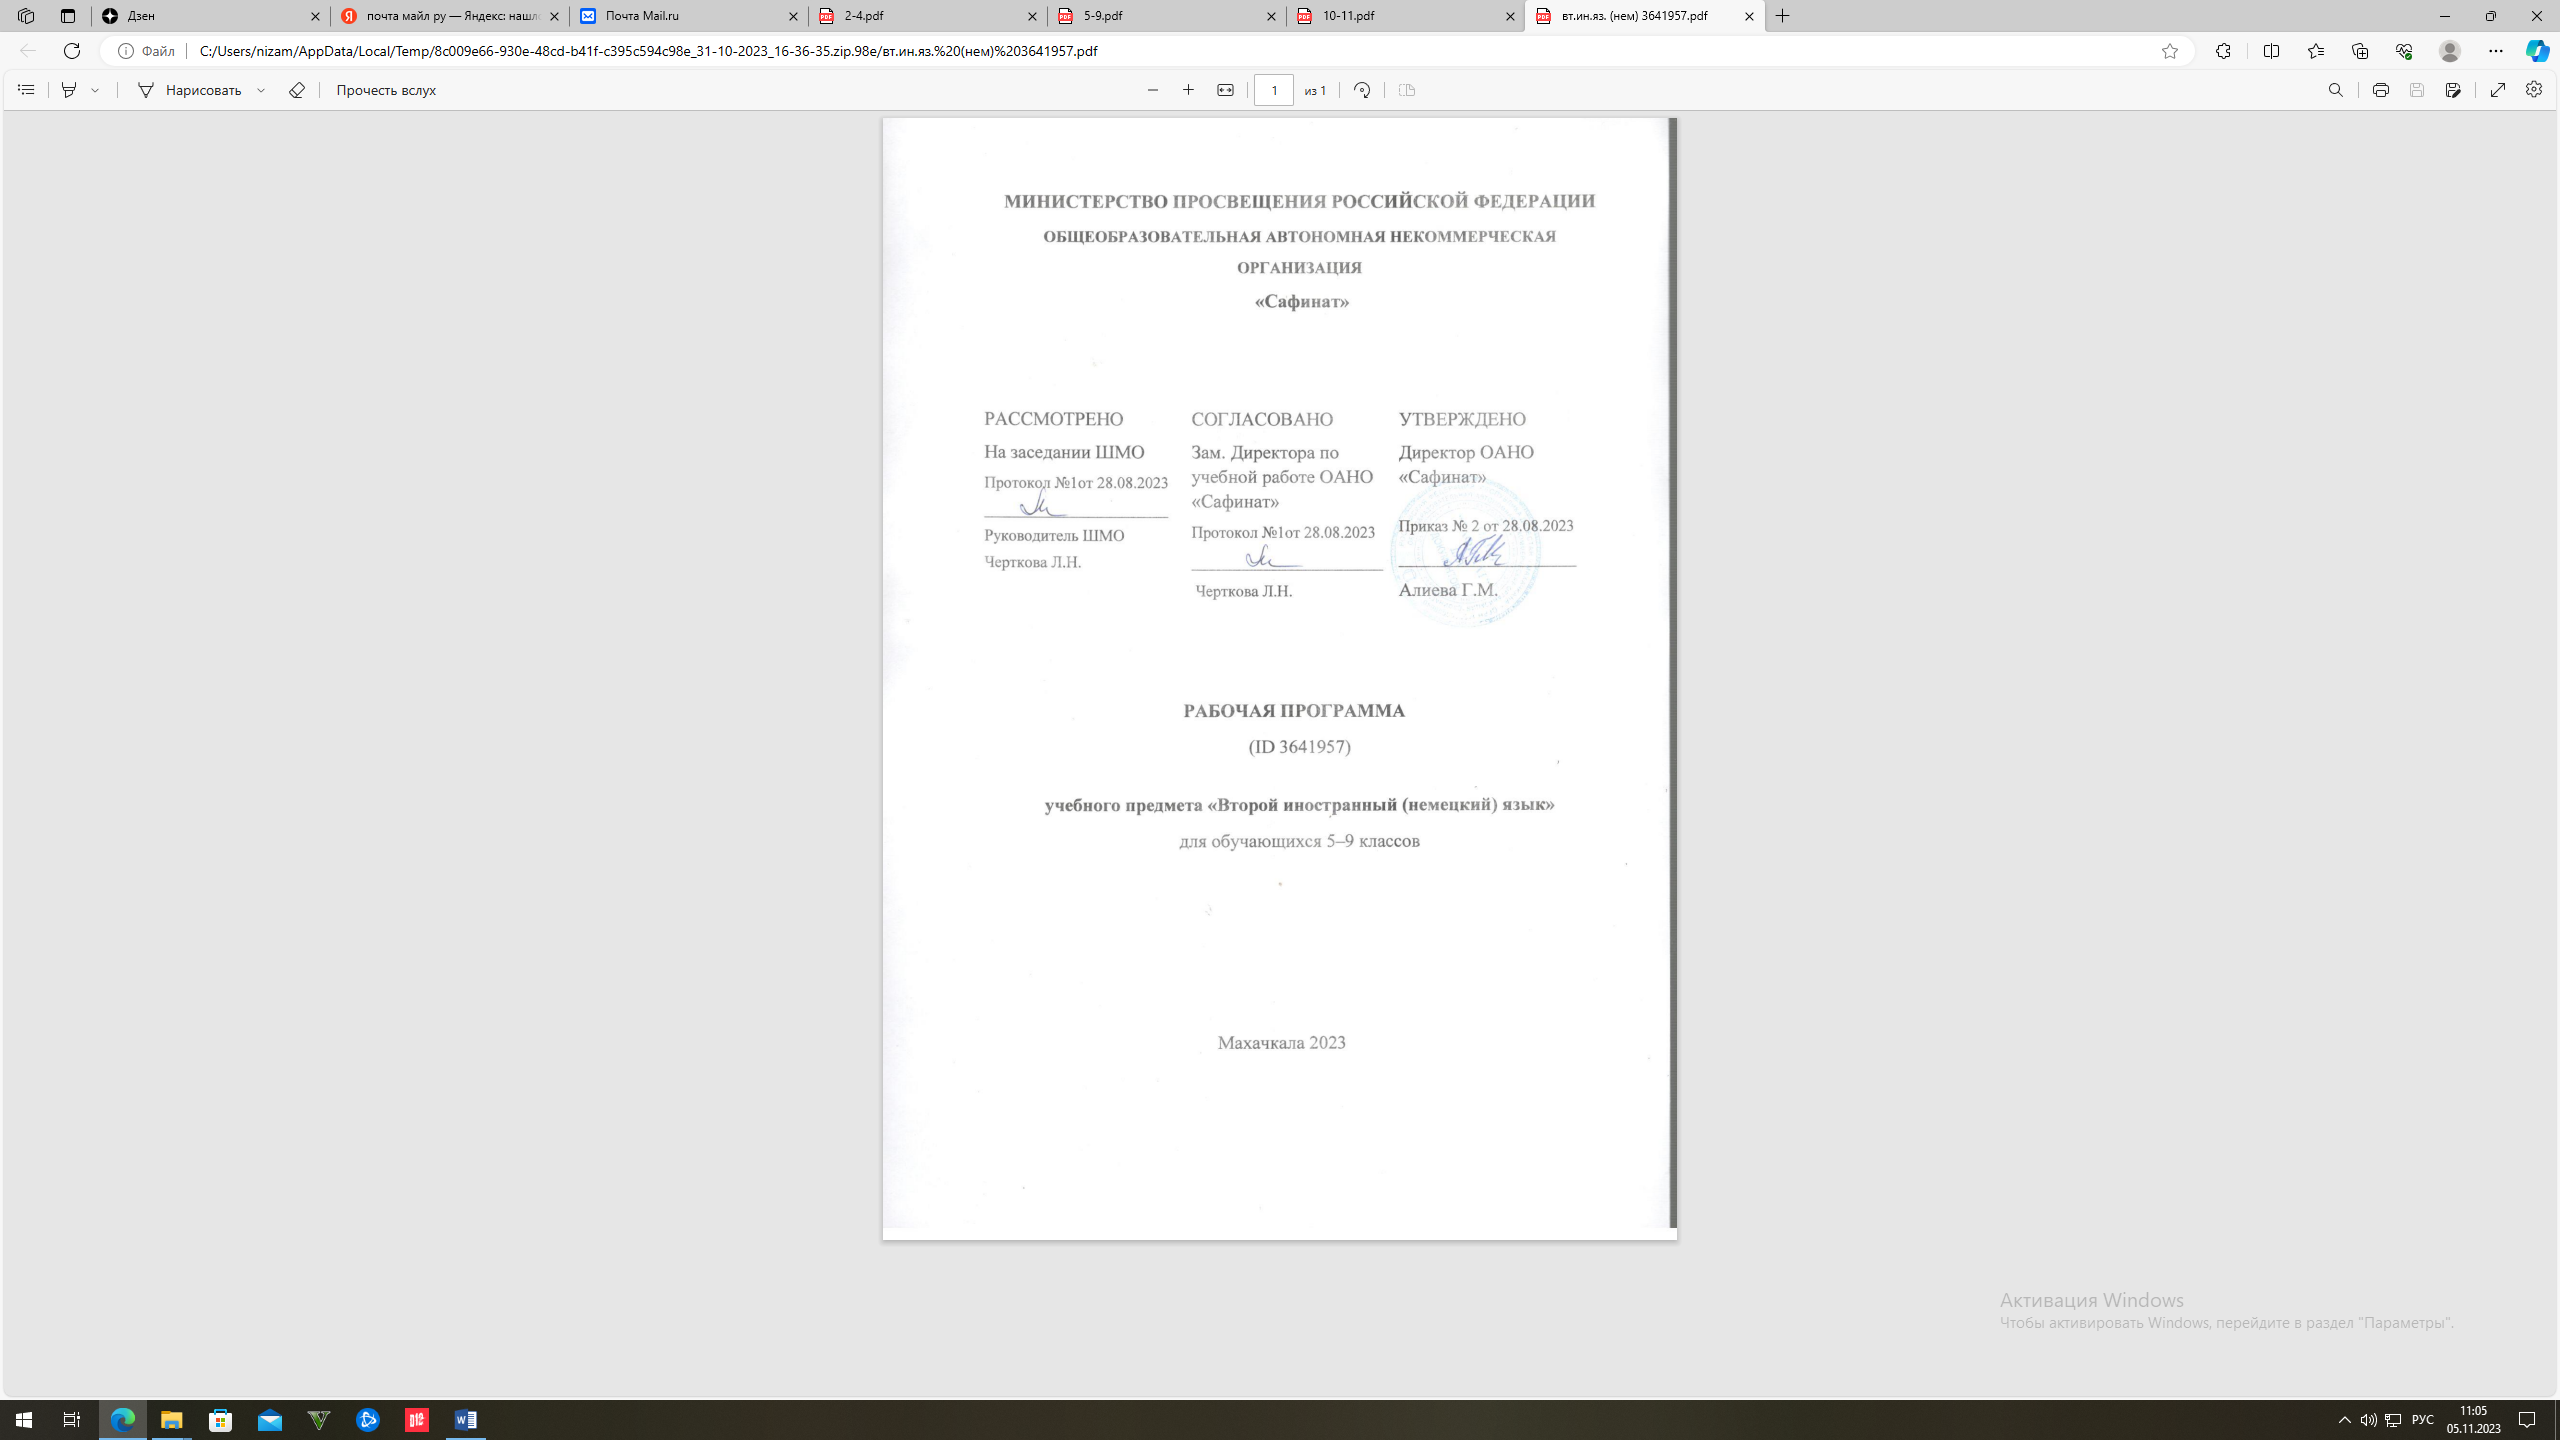 Дзен
почта майл ру — Яндекс: нашл
Почта Mail.ru
2-4.pdf
5-9.pdf
10-11.pdf
вт.ин.яз. (нем) 3641957.pdf
Файл
C:/Users/nizam/AppData/Local/Temp/8c009e66-930e-48cd-b41f-c395c594c98e_31-10-2023_16-36-35.zip.98e/вт.ин.яз.%20(нем)%203641957.pdf
Нарисовать
Прочесть вслух
1
из 1
МИНИСТЕРСТВО ПРОСВЕЩЕНИЯ РОССИЙСКОЙ ФЕДЕРАЦИИ
ОБЩЕОБРАЗОВАТЕЛЬНАЯ АВТОНОМНАЯ НЕКОММЕРЧЕСКАЯ
ОРГАНИЗАЦИЯ
«Сафинат»
РАССМОТРЕНО
На заседании ШМО
Протокол №1от 28.08.2023
Руководитель ШМО
Черткова Л.Н.
СОГЛАСОВАНО
Зам. Директора по
учебной работе ОАНО
«Сафинат»
Протокол №1от 28.08.2023
Черткова Л.Н.
УТВЕРЖДЕНО
Директор ОАНО
«Сафинат»
Приказ № 2 от 28.08.2023
Алиева Г.М.
РАБОЧАЯ ПРОГРАММА
(ID 3641957)
учебного предмета «Второй иностранный (немецкий) язык»
для обучающихся 5–9 классов
Махачкала 2023
Активация Windows
Чтобы активировать Windows, перейдите в раздел "Параметры".
РУС
11:05
05.11.2023